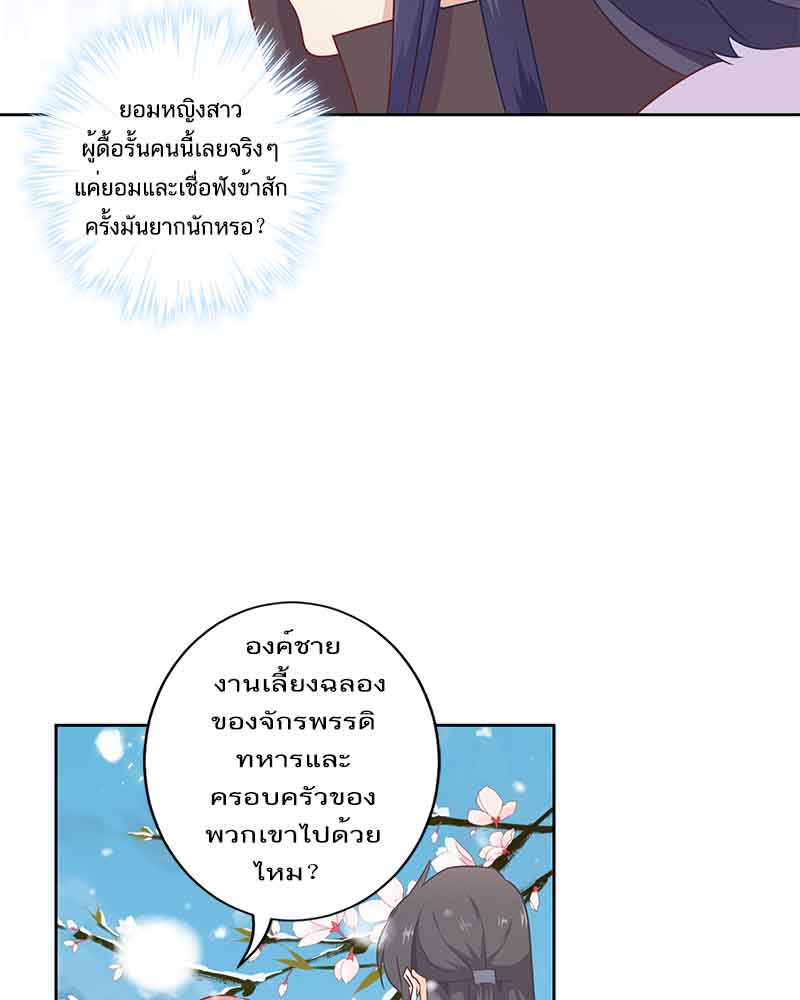 ยอมหญิงสาว
ผู้ดื้อรั้นคนนี้เลยจริงๆ
แค่ยอมและเชื่อฟังข้าสัก
ครั้งมันยากนักหรอ?
องค์ชาย
งานเลี้ยงฉลอง
ของจักรพรรดิ
ทหารและ
ครอบครัวของ
พวกเขาไปด้วย
ไหม?